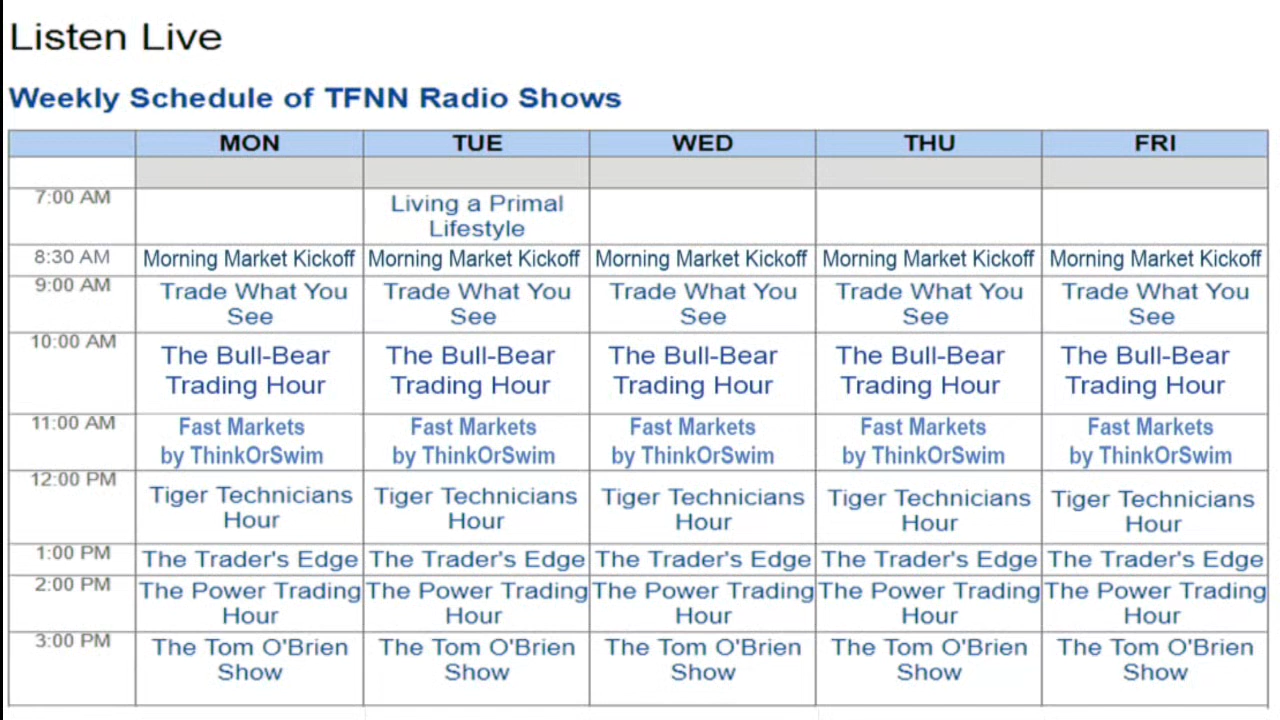 Listen Live
Weekly Schedule of TFNN Radio Shows
MON TUE WED THU FRI
7:00 AM Living a Primal
Lifestyle
8:30 AM Morning Market Kickoff Morning Market Kickoff Morning Market Kickoff Morning Market Kickoff Morning Market Kickoff
9:00 AM Trade What You Trade What You Trade What You Trade What You Trade What You
See See See See See
10:00 AM The Bull-Bear The Bull-Bear The Bull-Bear The Bull-Bear The Bull-Bear
Trading Hour Trading Hour Trading Hour Trading Hour Trading Hour
11:00 AM Fast Markets Fast Markets Fast Markets Fast Markets Fast Markets
by ThinkOrSwim by ThinkOrSwim by ThinkOrSwim by ThinkOrSwim by ThinkOrSwim
12:00 PM Tiger Technicians Tiger Technicians Tiger Technicians Tiger Technicians Tiger Technicians
Hour Hour Hour Hour Hour
1:00 PM The Trader's Edge The Trader's Edge The Trader's Edge The Trader's Edge The Trader's Edge
2:00 PM The Power Trading The Power Trading The Power Trading The Power Trading The Power Trading
Hour Hour Hour Hour Hour
3:00 PM The Tom O'Brien The Tom O'Brien The Tom O'Brien The Tom O'Brien The Tom O'Brien
Show Show Show Show Show